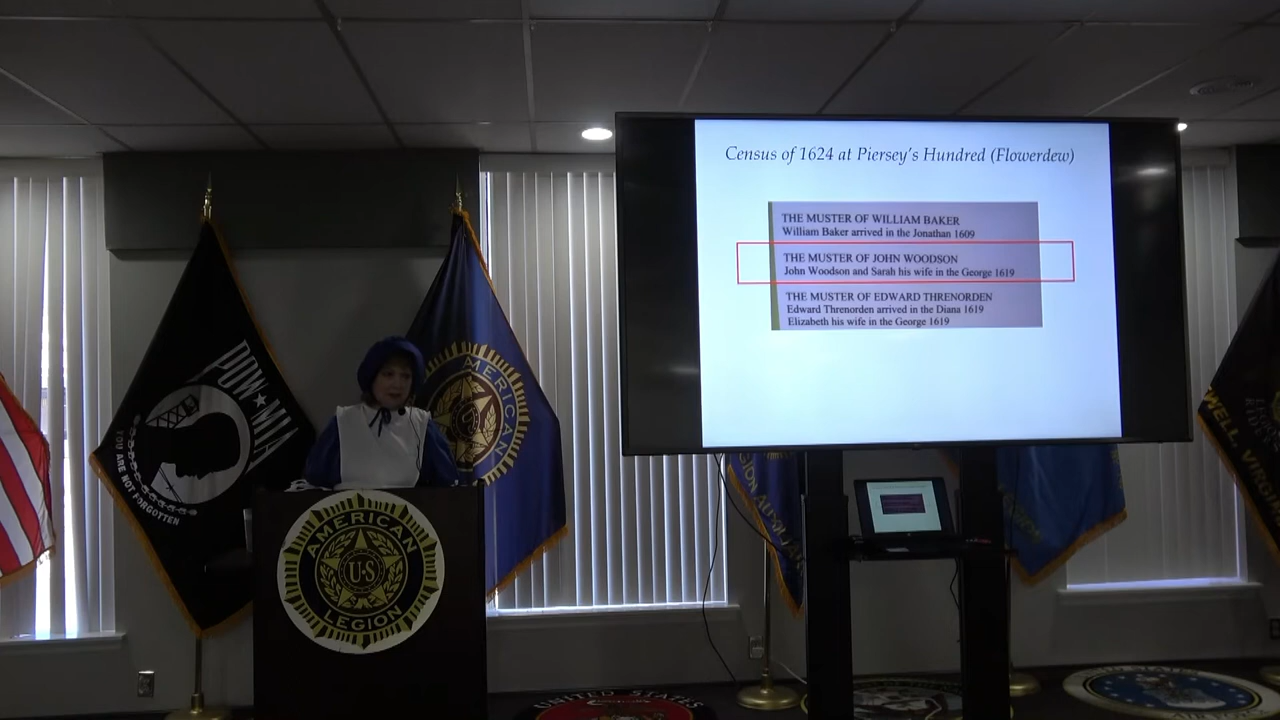 Census of 1624 at Piersey's Hundred (Flowerdew)
THE MUSTER OF WILLIAM BAKER
William Baker arrived in the Jonathan 1609
THE MUSTER OF JOHN WOODSON
John Woodson and Sarah his wife in the George 1619
THE MUSTER OF EDWARD THRENORDEN
Edward Threnorden arrived in the Diana 1619
Elizabeth his wife in the George 1619
POW★MIA
YOU ARE NOT FORGOTTEN
AMERICAN
AMERICAN
U·S
LEGION
UNITED STATES